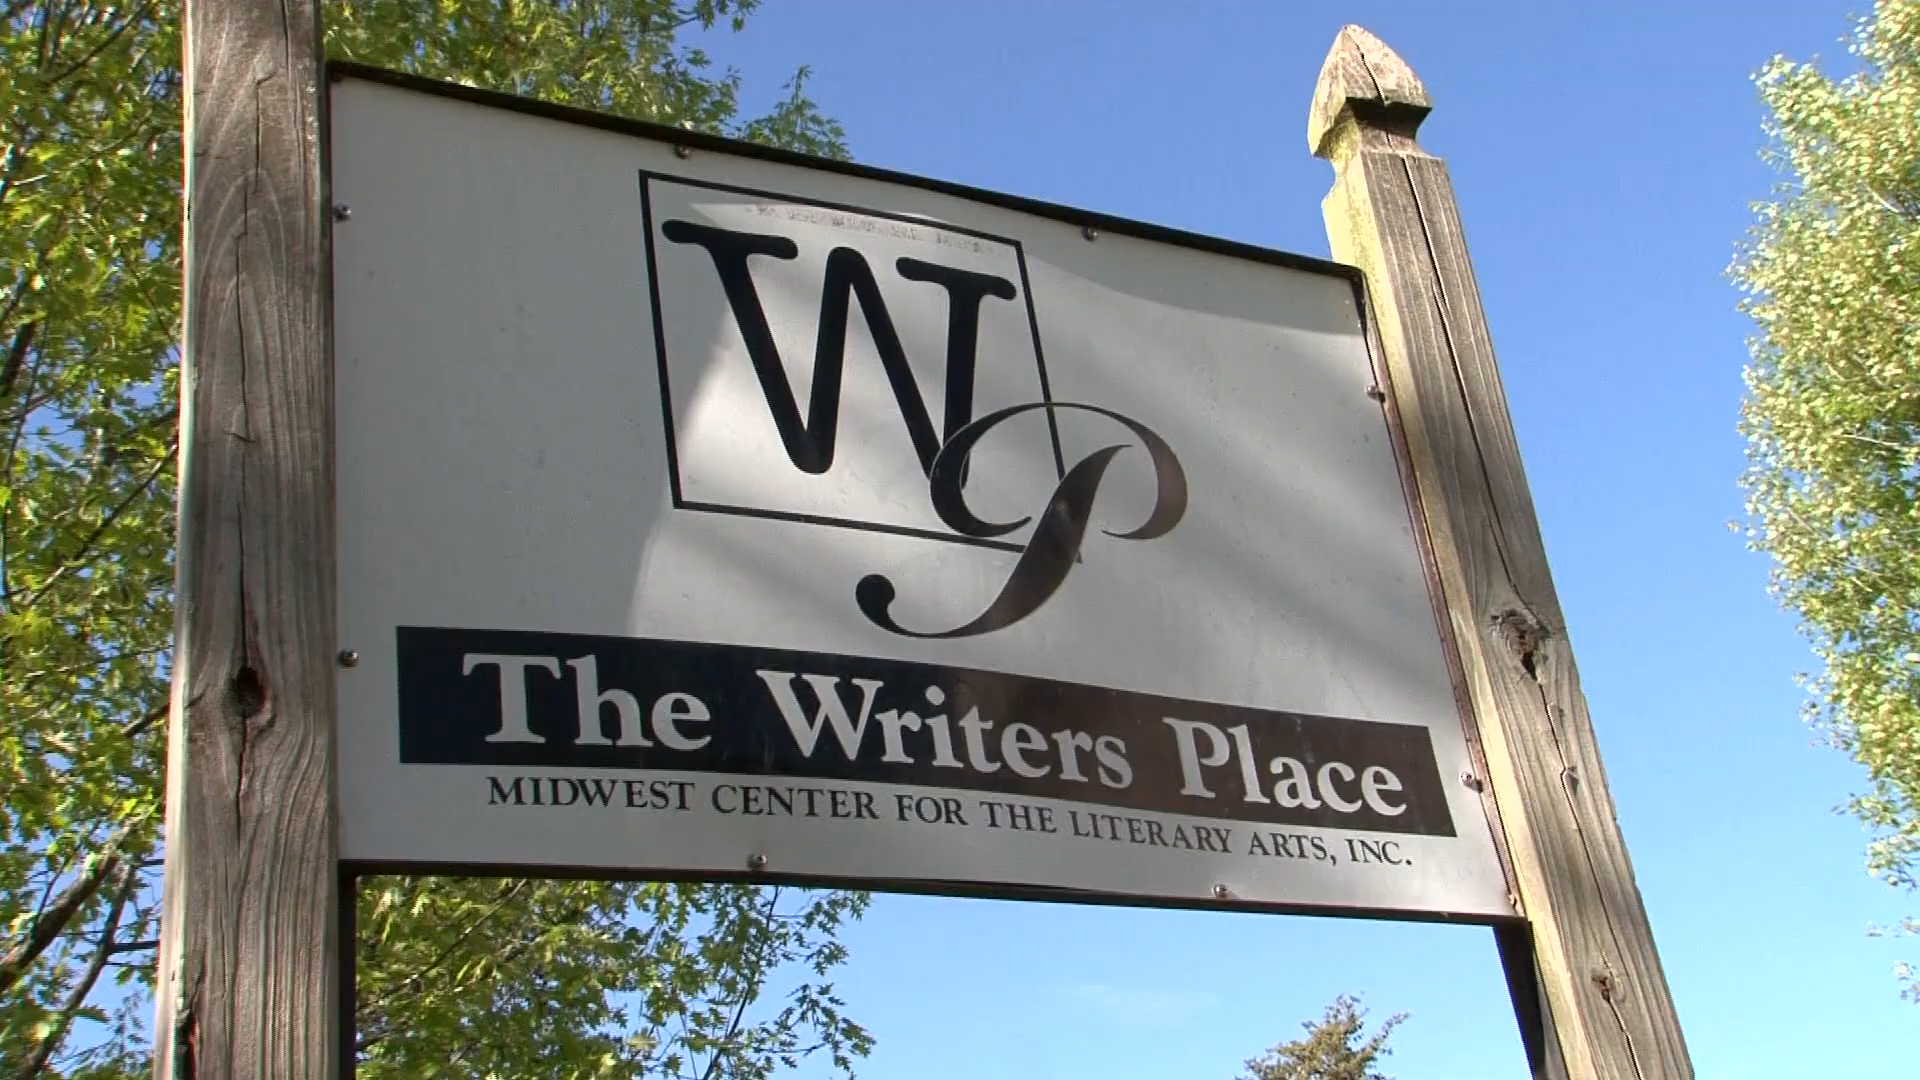 WP
The Writers Place
MIDWEST CENTER FOR THE LITERARY ARTS, INC.